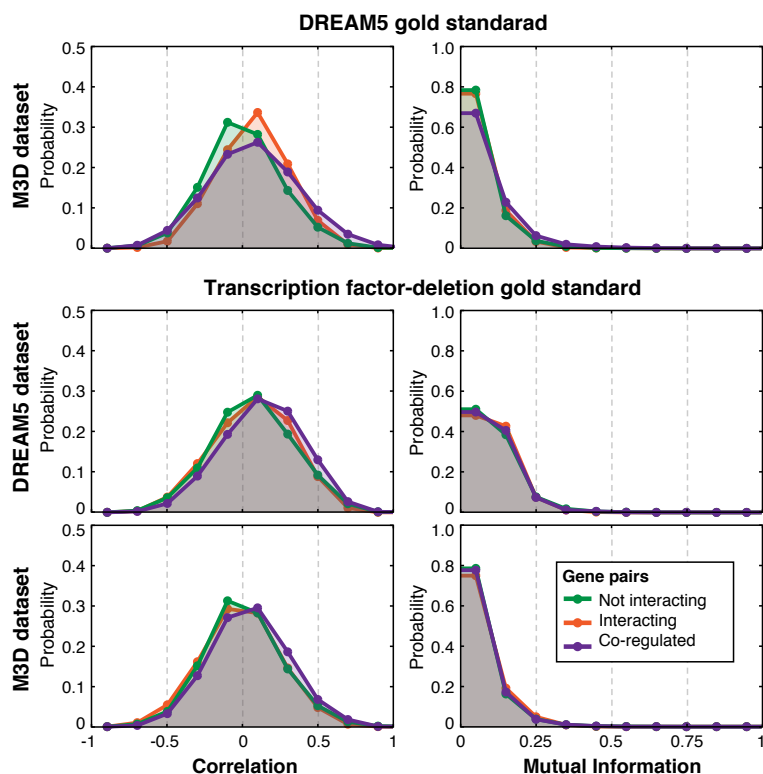 DREAM5 gold standarad
M3D dataset
Probability
0.5
0.4
0.3
0.2
0.1
0
Probability
1.0
0.8
0.6
0.4
0.2
0
Transcription factor-deletion gold standard
DREAM5 dataset
Probability
0.5
0.4
0.3
0.2
0.1
0
Probability
1.0
0.8
0.6
0.4
0.2
0
M3D dataset
Probability
0.5
0.4
0.3
0.2
0.1
0
-1 -0.5 0 0.5 1
Correlation
Probability
1.0
0.8
0.6
0.4
0.2
0
0 0.25 0.5 0.75 1
Mutual Information
Gene pairs
Not interacting
Interacting
Co-regulated